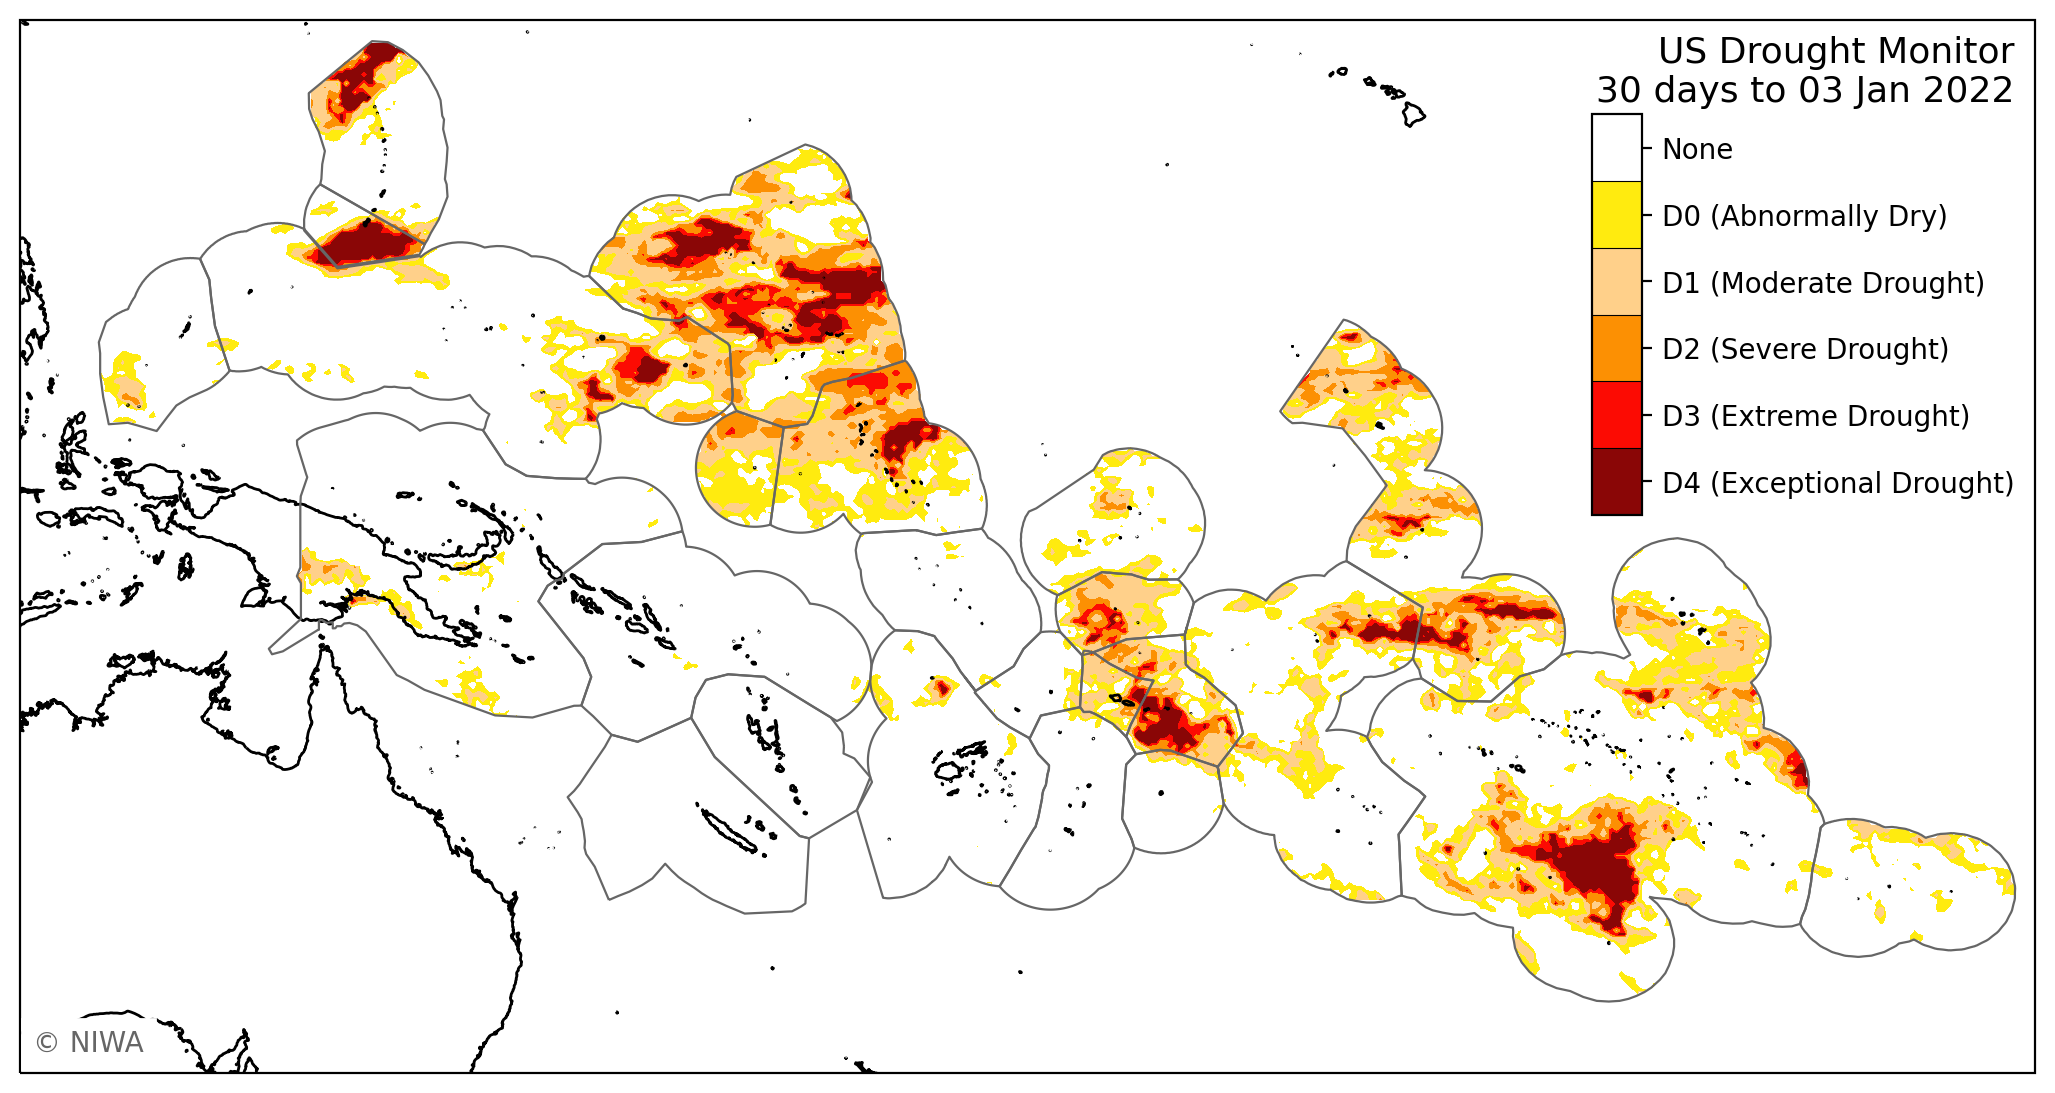 US Drought Monitor
30 days to 03 Jan 2022
None
D0 (Abnormally Dry)
D1 (Moderate Drought)
D2 (Severe Drought)
D3 (Extreme Drought)
D4 (Exceptional Drought)
© NIWA